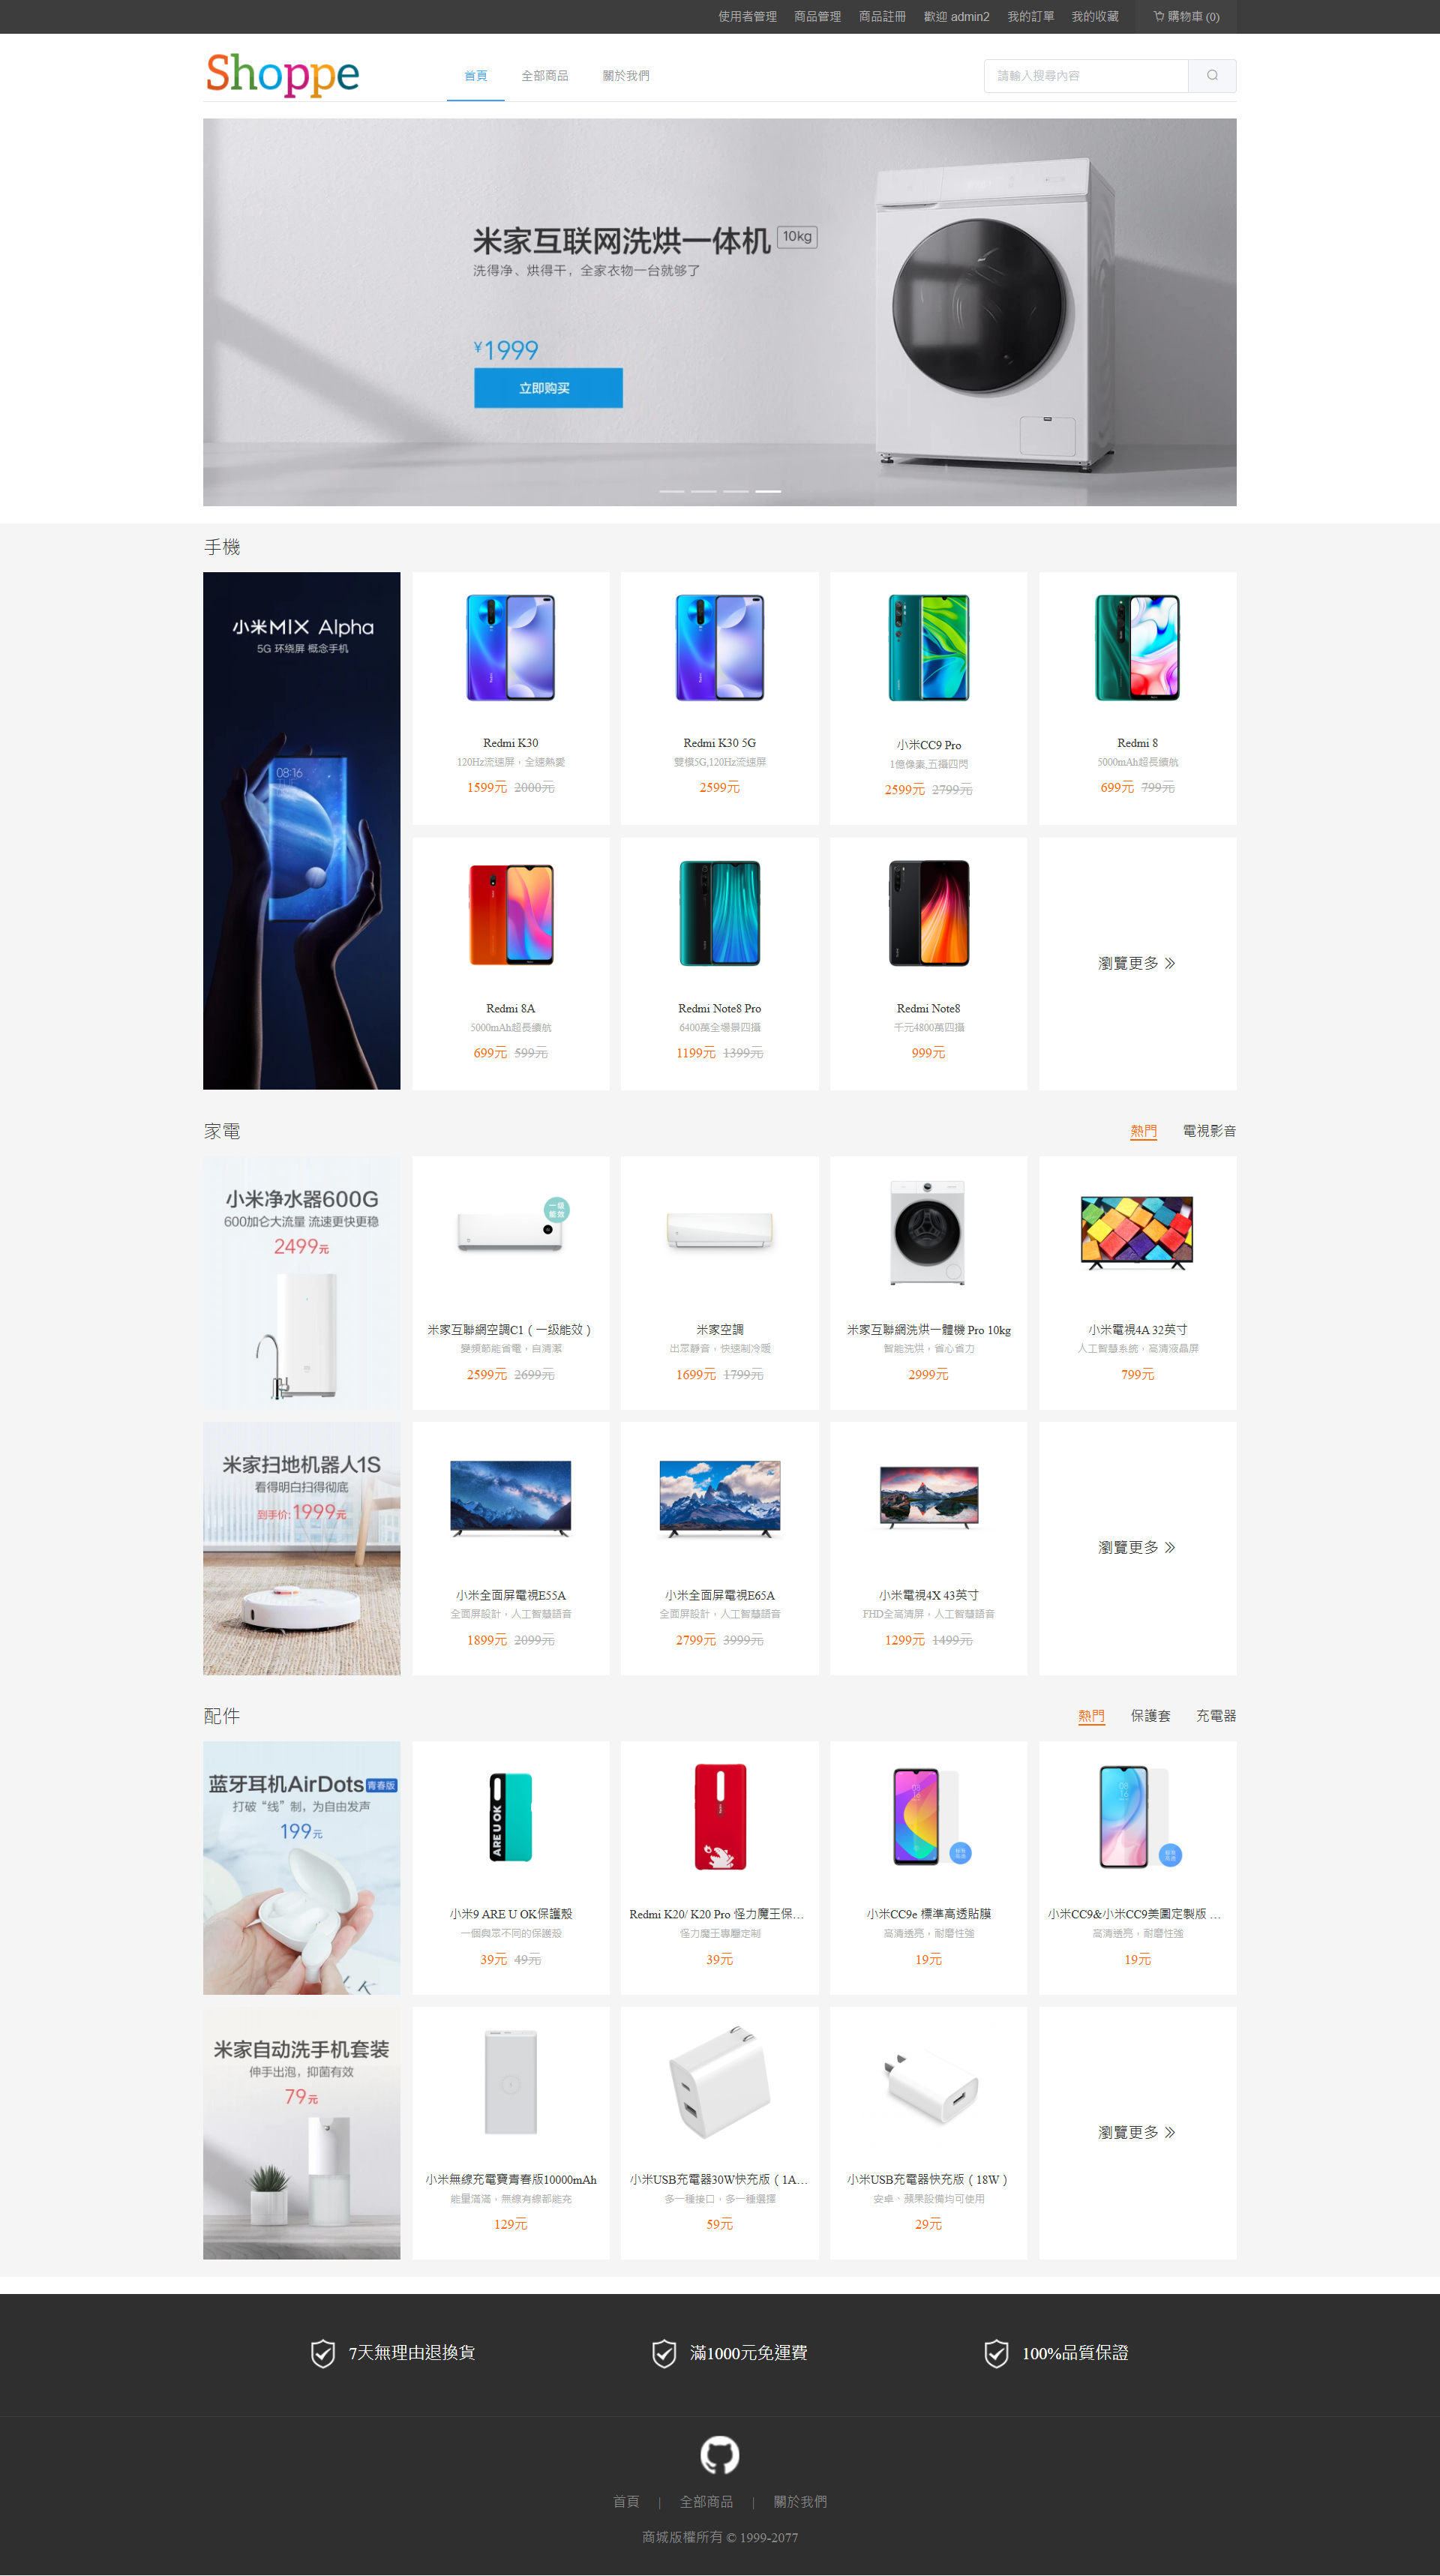 使用者管理 商品管理 商品註冊 歡迎 admin2 我的訂單 我的收藏 購物車 (0)
Shoppe 首頁 全部商品 關於我們 請輸入搜尋內容
米家互联网洗烘一体机 10kg
洗得净、烘得干，全家衣物一台就够了
¥1999
立即购买
手機
小米MIX Alpha
5G 环绕屏 概念手机
08:16
Redmi K30
120Hz流速屏，全速熱愛
1599元 2000元
Redmi K30 5G
雙模5G,120Hz流速屏
2599元
小米CC9 Pro
1億像素,五攝四閃
2599元 2799元
Redmi 8
5000mAh超長續航
699元 799元
Redmi 8A
5000mAh超長續航
699元 599元
Redmi Note8 Pro
6400萬全場景四攝
1199元 1399元
Redmi Note8
千元4800萬四攝
999元
瀏覽更多
家電
熱門 電視影音
小米净水器600G
600加仑大流量 流速更快更稳
2499元
一级
能效
米家互聯網空調C1（一级能效）
變頻節能省電，自清潔
2599元 2699元
米家空調
出眾靜音，快速制冷暖
1699元 1799元
米家互聯網洗烘一體機 Pro 10kg
智能洗烘，省心省力
2999元
小米電視4A 32英寸
人工智慧系統，高清液晶屏
799元
米家扫地机器人1S
看得明白扫得彻底
到手价: 1999元
小米全面屏電視E55A
全面屏設計，人工智慧語音
1899元 2099元
小米全面屏電視E65A
全面屏設計，人工智慧語音
2799元 3999元
小米電視4X 43英寸
FHD全高清屏，人工智慧語音
1299元 1499元
瀏覽更多
配件
熱門 保護套 充電器
蓝牙耳机AirDots 青春版
打破“线”制，为自由发声
199元
ARE U OK
小米9 ARE U OK保護殼
一個與眾不同的保護殼
39元 49元
Redmi K20/ K20 Pro 怪力魔王保…
怪力魔王專屬定制
39元
小米CC9e 標準高透貼膜
高清透亮，耐磨性強
19元
小米CC9&小米CC9美圖定製版 …
高清透亮，耐磨性強
19元
米家自动洗手机套装
伸手出泡，抑菌有效
79元
小米無線充電寶青春版10000mAh
能量滿滿，無線有線都能充
129元
小米USB充電器30W快充版（1A…
多一種接口，多一種選擇
59元
小米USB充電器快充版（18W）
安卓、蘋果設備均可使用
29元
瀏覽更多
7天無理由退換貨 滿1000元免運費 100%品質保證
首頁 | 全部商品 | 關於我們
商城版權所有 © 1999-2077